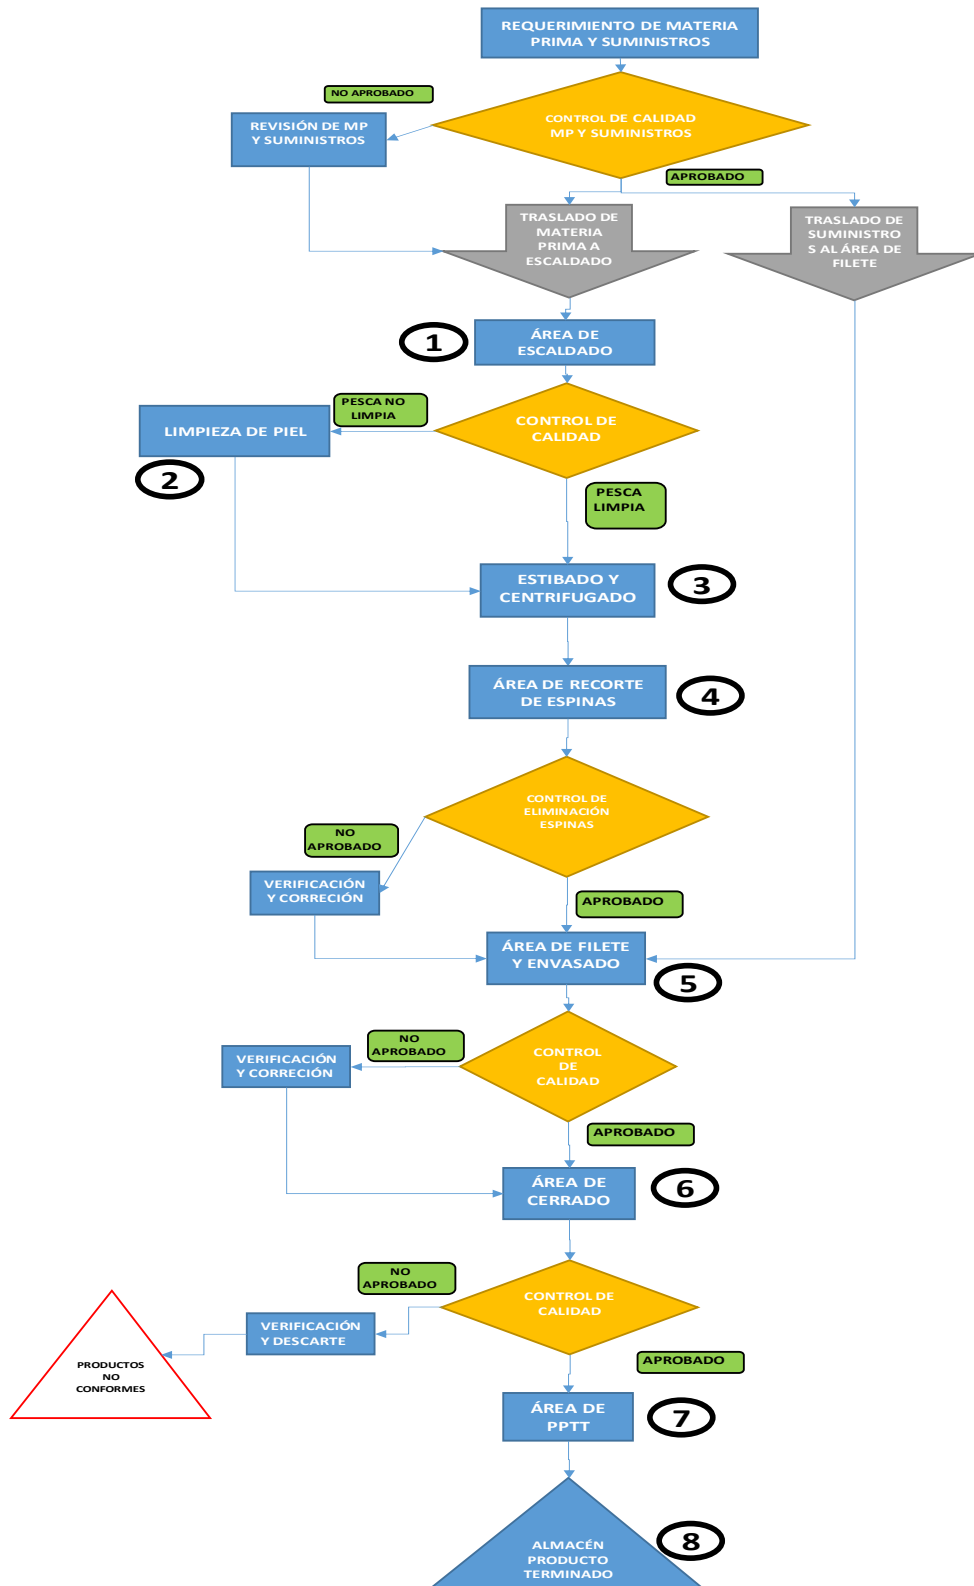 REQUERIMIENTO DE MATERIA
PRIMA Y SUMINISTROS
NO APROBADO
CONTROL DE CALIDAD
MP Y SUMINISTROS
REVISIÓN DE MP
Y SUMINISTROS
APROBADO
TRASLADO DE
MATERIA
PRIMA A
ESCALDADO
TRASLADO DE
SUMINISTRO
S AL ÁREA DE
FILETE
1
ÁREA DE
ESCALDADO
PESCA NO
LIMPIA
CONTROL DE
CALIDAD
LIMPIEZA DE PIEL
2
PESCA
LIMPIA
ESTIBADO Y
CENTRIFUGADO
3
ÁREA DE RECORTE
DE ESPINAS
4
CONTROL DE
ELIMINACIÓN
ESPINAS
NO
APROBADO
VERIFICACIÓN
Y CORRECIÓN
APROBADO
ÁREA DE FILETE
Y ENVASADO
5
NO
APROBADO
CONTROL
DE
CALIDAD
VERIFICACIÓN
Y CORRECIÓN
APROBADO
ÁREA DE
CERRADO
6
NO
APROBADO
CONTROL DE
CALIDAD
VERIFICACIÓN
Y DESCARTE
PRODUCTOS
NO
CONFORMES
APROBADO
ÁREA DE
PPTT
7
8
ALMACÉN
PRODUCTO
TERMINADO